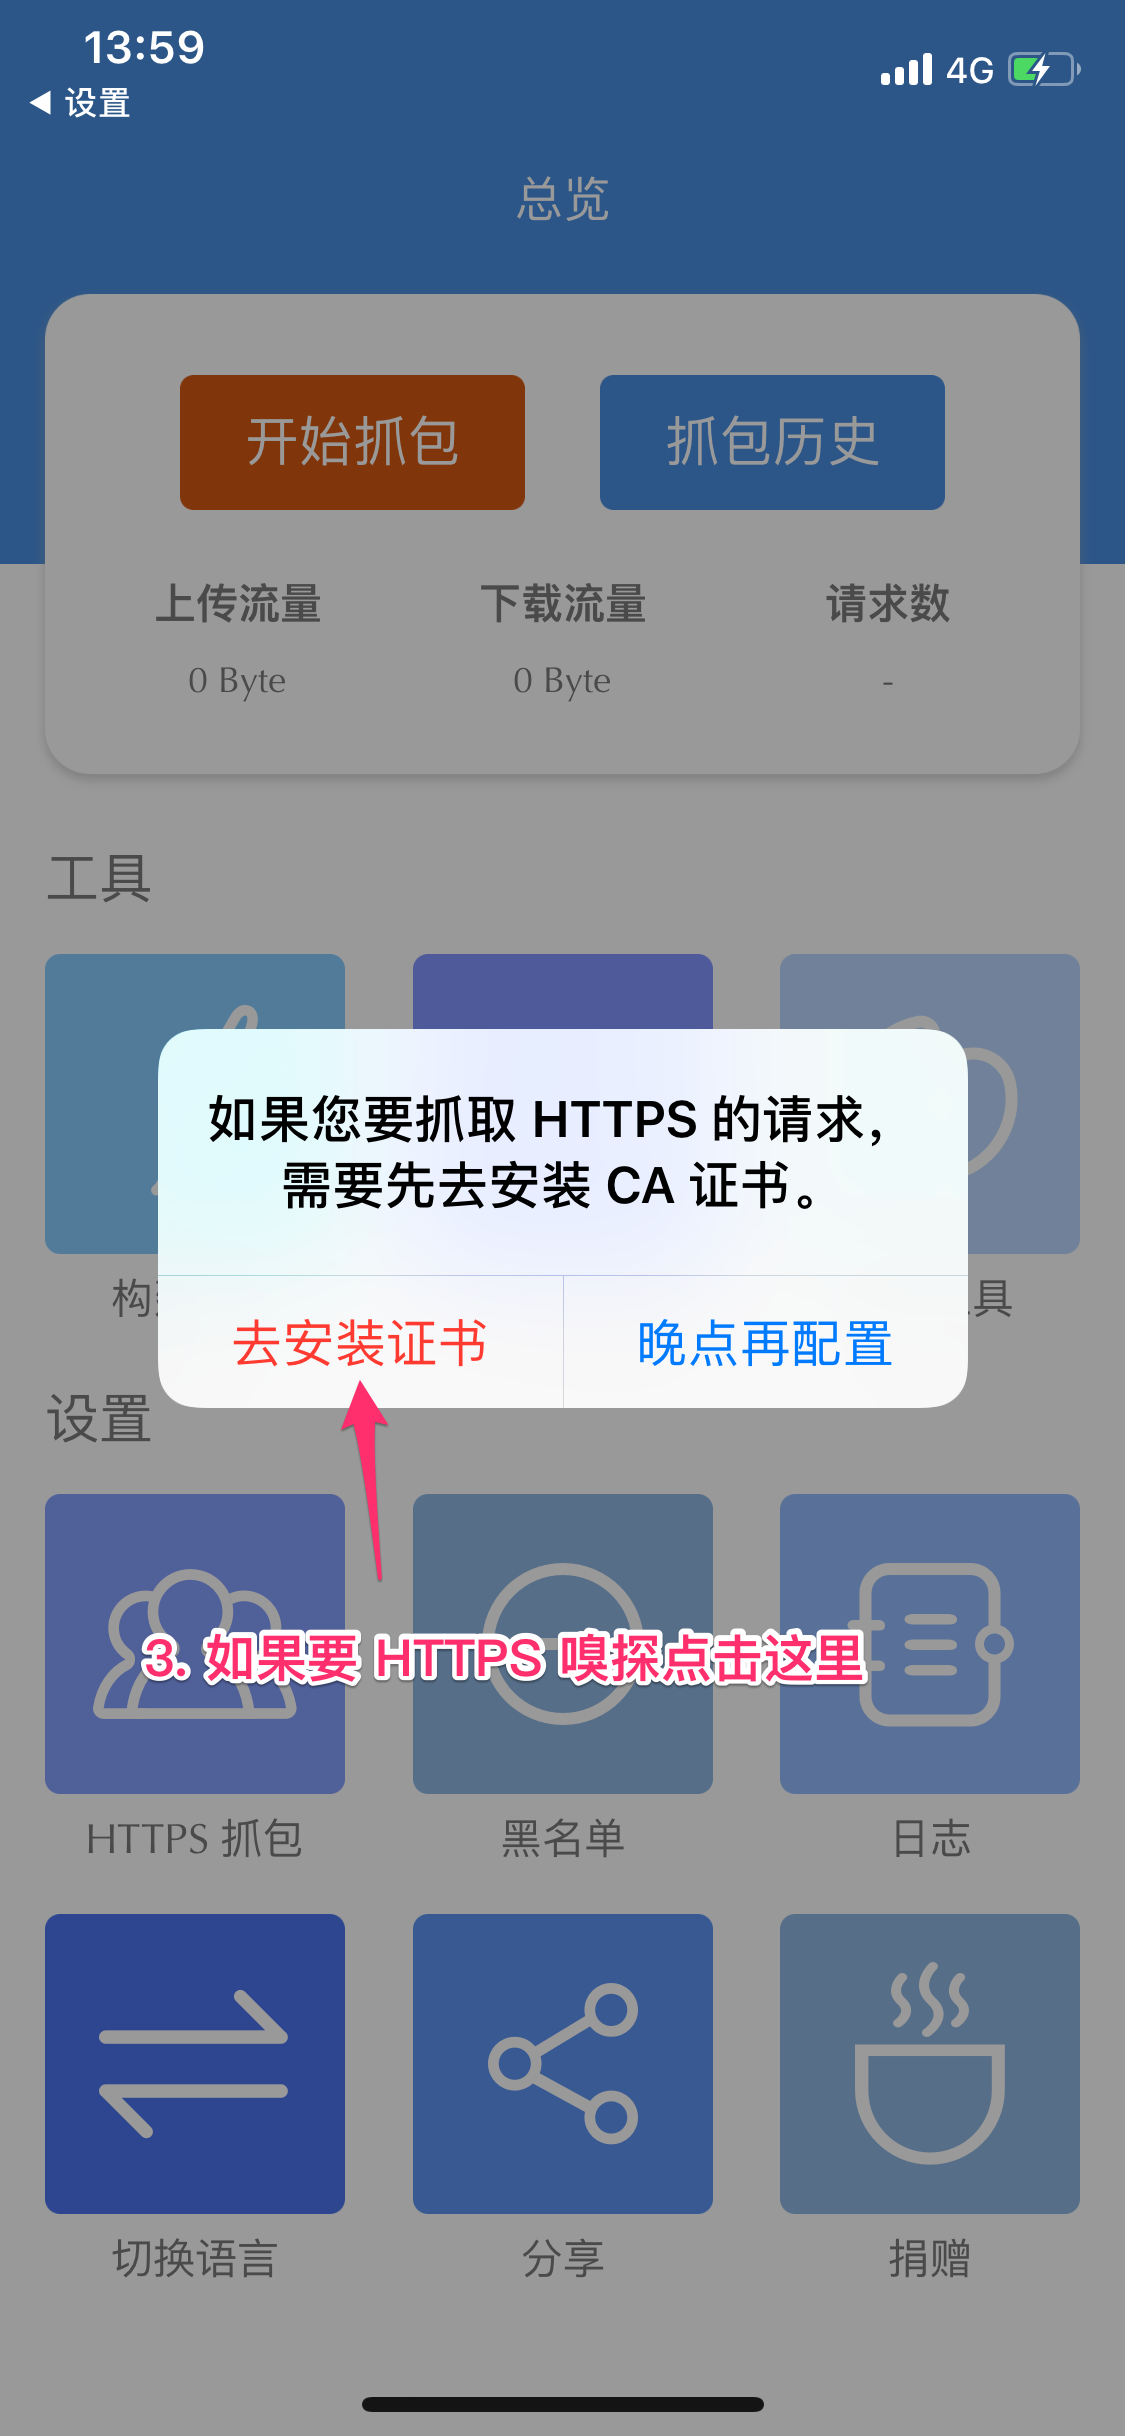 13:59
4G
◀ 设置
总览
开始抓包
抓包历史
上传流量
下载流量
请求数
0 Byte
0 Byte
-
工具
如果您要抓取 HTTPS 的请求，
需要先去安装 CA 证书。
构
具
去安装证书
晚点再配置
设置
3. 如果要 HTTPS 嗅探点击这里
HTTPS 抓包
黑名单
日志
切换语言
分享
捐赠